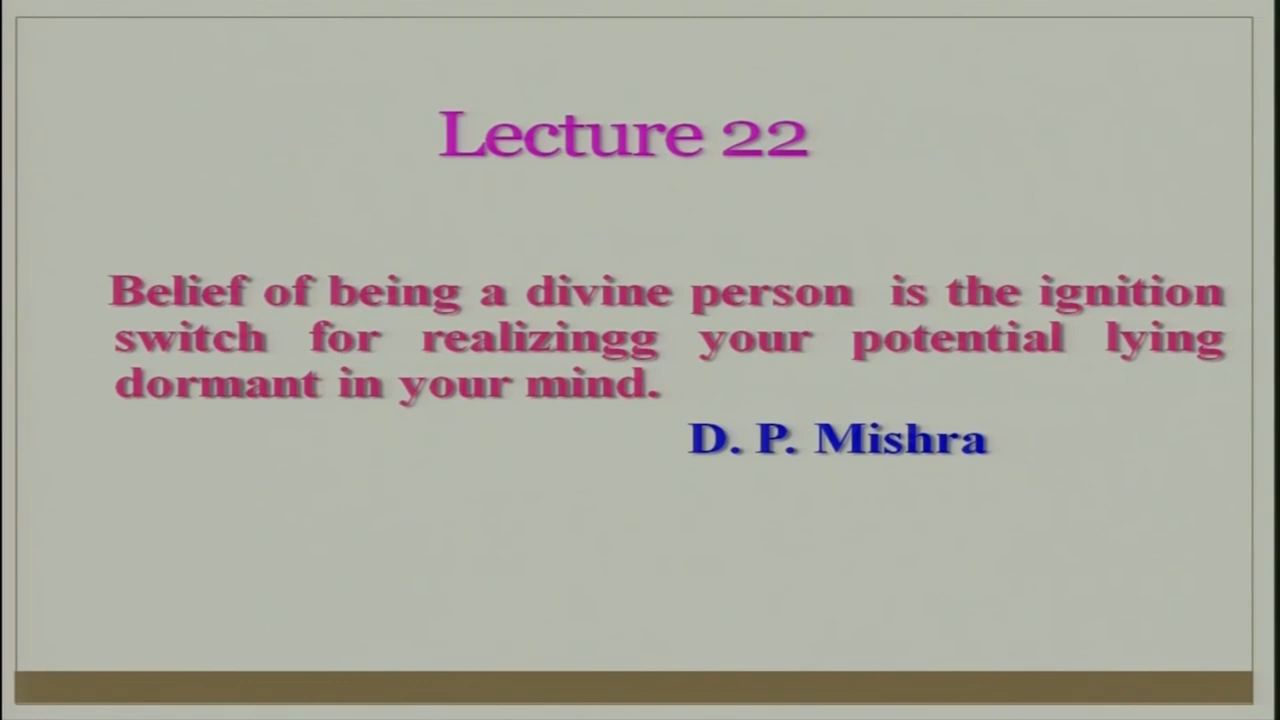 Lecture 22
Belief of being a divine person is the ignition
switch for realizingg your potential lying
dormant in your mind.
D. P. Mishra